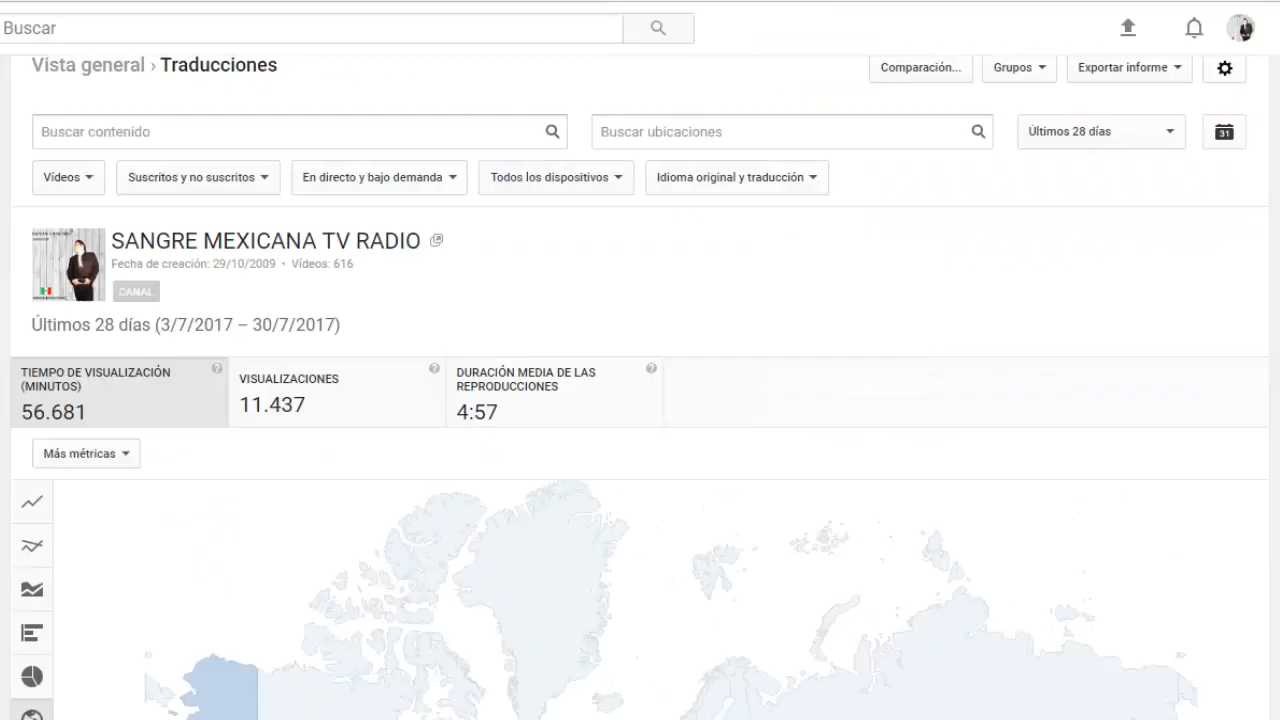 Buscar
Vista general › Traducciones
Comparación...
Grupos
Exportar informe
Buscar contenido
Buscar ubicaciones
Últimos 28 días
31
Vídeos
Suscritos y no suscritos
En directo y bajo demanda
Todos los dispositivos
Idioma original y traducción
SANGRE MEXICANA TV RADIO
Fecha de creación: 29/10/2009 • Vídeos: 616
CANAL
Últimos 28 días (3/7/2017 – 30/7/2017)
TIEMPO DE VISUALIZACIÓN
(MINUTOS)
56.681
VISUALIZACIONES
11.437
DURACIÓN MEDIA DE LAS
REPRODUCCIONES
4:57
Más métricas